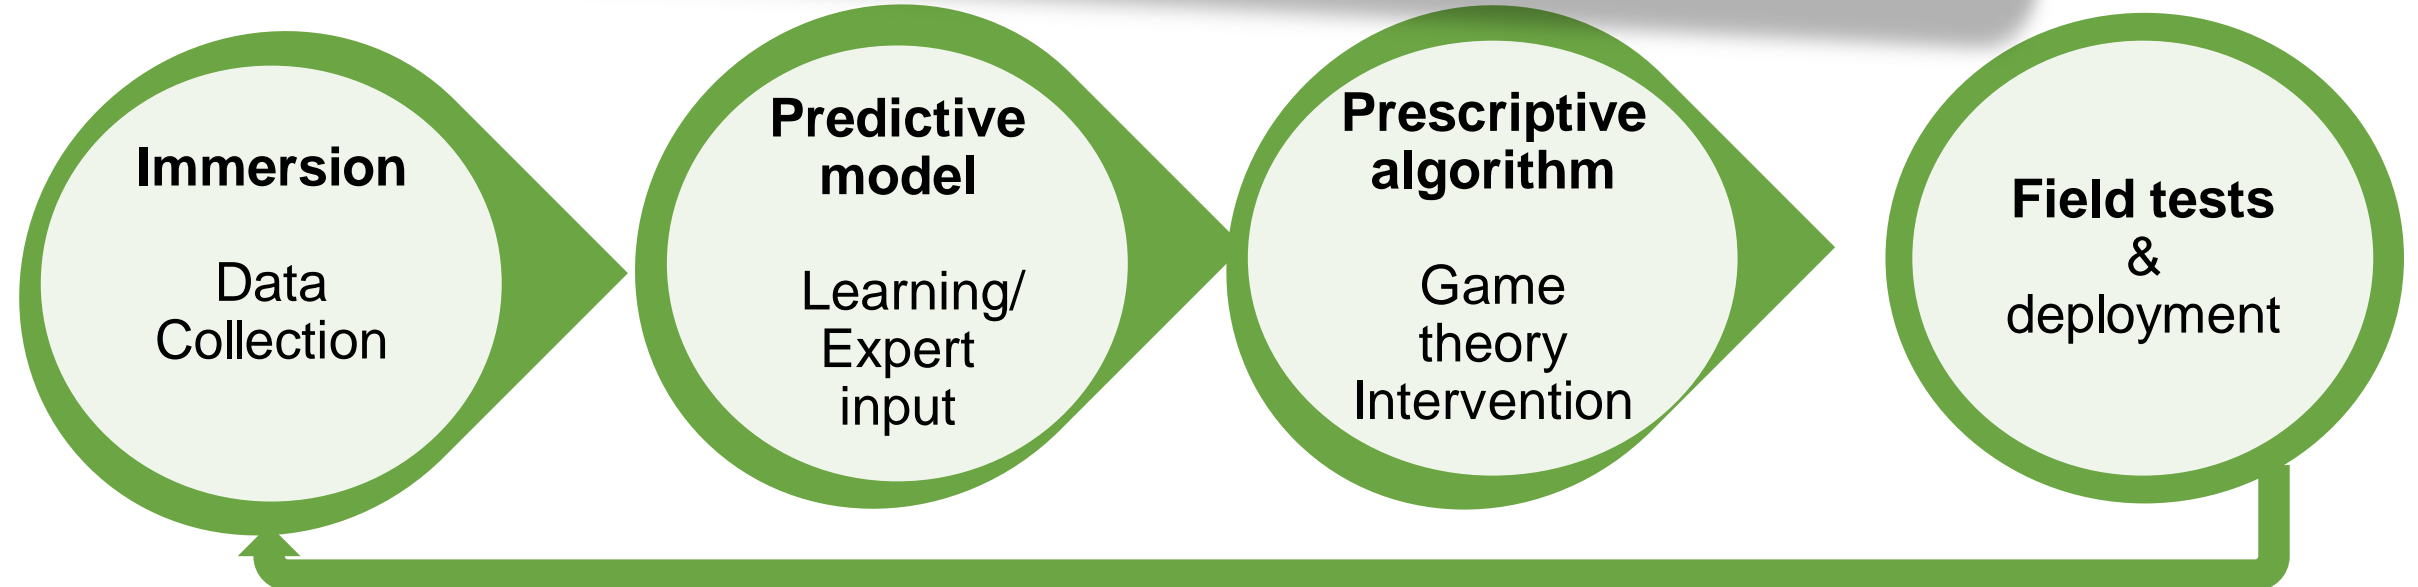 Immersion
Data
Collection
Predictive
model
Learning/
Expert
input
Prescriptive
algorithm
Game
theory
Intervention
Field tests
&
deployment